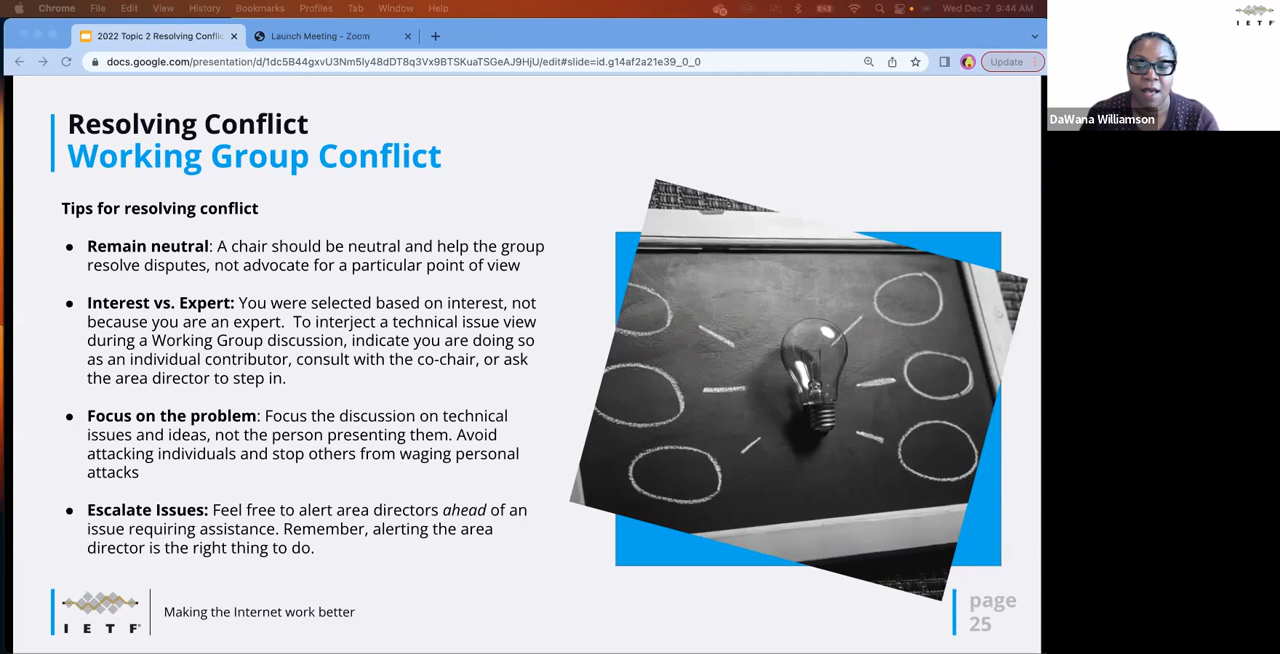 Chrome File Edit View History Bookmarks Profiles Tab Window Help Wed Dec 7 9:44 AM
2022 Topic 2 Resolving Conflic Launch Meeting - Zoom
docs.google.com/presentation/d/1dc5B44gxvU3Nm5Iy48dDT8q3Vx9BTSKuaTSGeAJ9HjU/edit#slide=id.g14af2a21e39_0_0 Update
IETF
DaWana Williamson
Resolving Conflict
Working Group Conflict
Tips for resolving conflict
● Remain neutral: A chair should be neutral and help the group
resolve disputes, not advocate for a particular point of view
● Interest vs. Expert: You were selected based on interest, not
because you are an expert. To interject a technical issue view
during a Working Group discussion, indicate you are doing so
as an individual contributor, consult with the co-chair, or ask
the area director to step in.
● Focus on the problem: Focus the discussion on technical
issues and ideas, not the person presenting them. Avoid
attacking individuals and stop others from waging personal
attacks
● Escalate Issues: Feel free to alert area directors ahead of an
issue requiring assistance. Remember, alerting the area
director is the right thing to do.
IETF®
Making the Internet work better
page
25